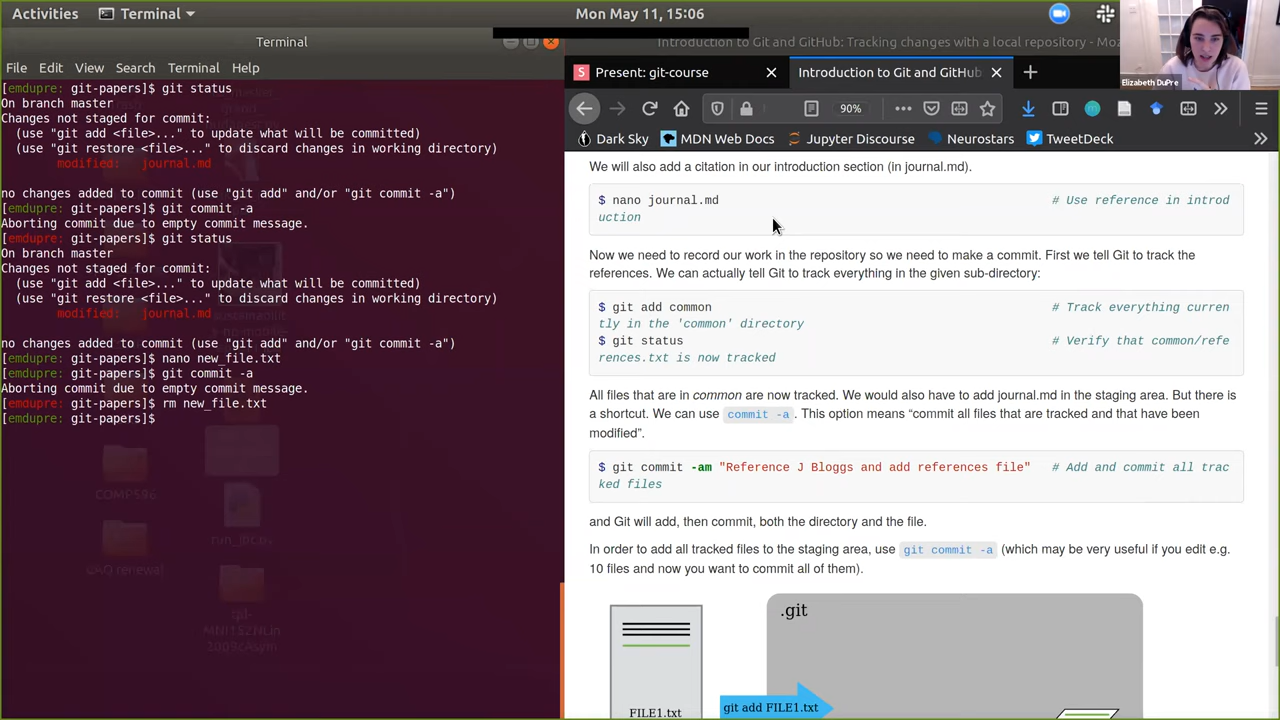 Activities
Terminal
Mon May 11, 15:06
Terminal
Introduction to Git and GitHub: Tracking changes with a local repository - Moz
Elizabeth DuPre
File Edit View Search Terminal Help
[emdupre: git-papers]$ git status
On branch master
Changes not staged for commit:
(use "git add <file>..." to update what will be committed)
(use "git restore <file>..." to discard changes in working directory)
modified: journal.md
no changes added to commit (use "git add" and/or "git commit -a")
[emdupre: git-papers]$ git commit -a
Aborting commit due to empty commit message.
[emdupre: git-papers]$ git status
On branch master
Changes not staged for commit:
(use "git add <file>..." to update what will be committed)
(use "git restore <file>..." to discard changes in working directory)
modified: journal.md
no changes added to commit (use "git add" and/or "git commit -a")
[emdupre: git-papers]$ nano new_file.txt
[emdupre: git-papers]$ git commit -a
Aborting commit due to empty commit message.
[emdupre: git-papers]$ rm new_file.txt
[emdupre: git-papers]$
COMP596
renewal
Present: git-course
Introduction to Git and GitHub
90%
Dark Sky
MDN Web Docs
Jupyter Discourse
Neurostars
TweetDeck
We will also add a citation in our introduction section (in journal.md).
$ nano journal.md # Use reference in introd
uction
Now we need to record our work in the repository so we need to make a commit. First we tell Git to track the
references. We can actually tell Git to track everything in the given sub-directory:
$ git add common # Track everything curren
tly in the 'common' directory
$ git status # Verify that common/refe
rences.txt is now tracked
All files that are in common are now tracked. We would also have to add journal.md in the staging area. But there is
a shortcut. We can use commit -a. This option means “commit all files that are tracked and that have been
modified”.
$ git commit -am "Reference J Bloggs and add references file" # Add and commit all trac
ked files
and Git will add, then commit, both the directory and the file.
In order to add all tracked files to the staging area, use git commit -a (which may be very useful if you edit e.g.
10 files and now you want to commit all of them).
.git
git add FILE1.txt
FILE1.txt